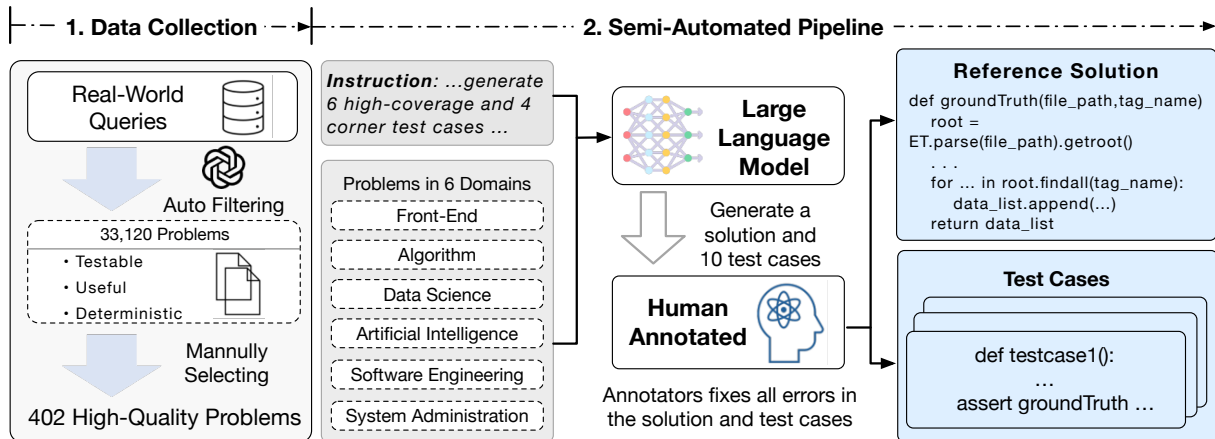 1. Data Collection
2. Semi-Automated Pipeline
Real-World
Queries
Auto Filtering
33,120 Problems
• Testable
• Useful
• Deterministic
Mannully
Selecting
402 High-Quality Problems
Instruction: ...generate
6 high-coverage and 4
corner test cases ...
Problems in 6 Domains
Front-End
Algorithm
Data Science
Artificial Intelligence
Software Engineering
System Administration
Large
Language
Model
Generate a
solution and
10 test cases
Human
Annotated
Annotators fixes all errors in
the solution and test cases
Reference Solution
def groundTruth(file_path,tag_name)
root =
ET.parse(file_path).getroot()
. . .
for ... in root.findall(tag_name):
data_list.append(...)
return data_list
Test Cases
def testcase1():
...
assert groundTruth ...